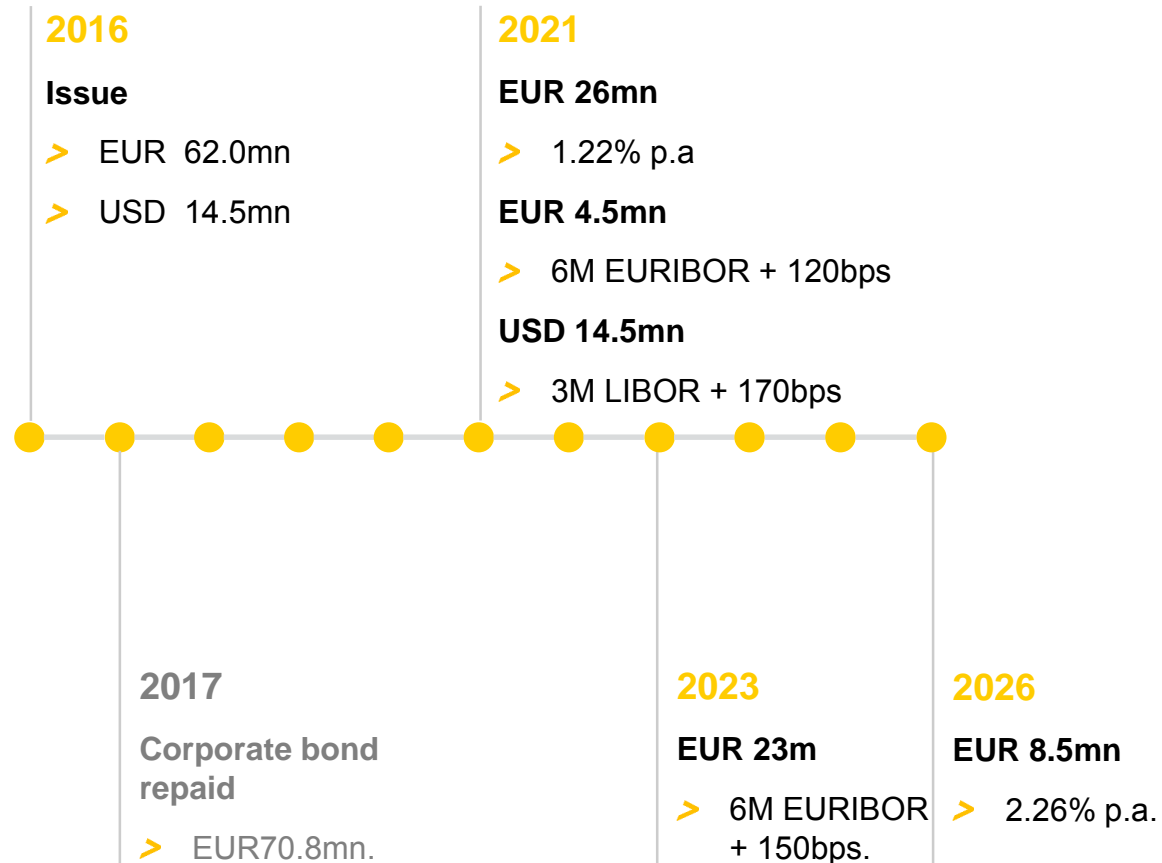 2016
Issue
> EUR 62.0mn
> USD 14.5mn
2021
EUR 26mn
> 1.22% p.a
EUR 4.5mn
> 6M EURIBOR + 120bps
USD 14.5mn
> 3M LIBOR + 170bps
2017
Corporate bond
repaid
> EUR70.8mn.
2023
EUR 23m
> 6M EURIBOR
+ 150bps.
2026
EUR 8.5mn
> 2.26% p.a.